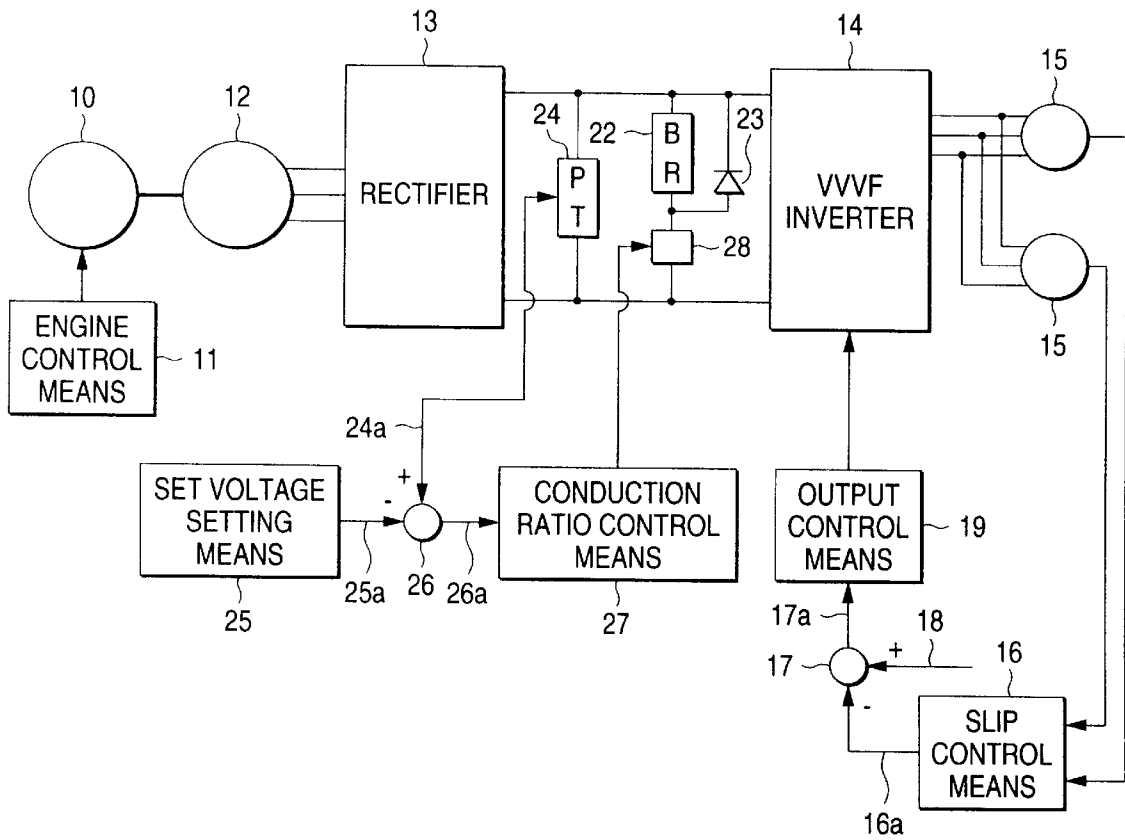 13
14
15
10
12
24
22
B
R
23
RECTIFIER
P
T
VVVF
INVERTER
28
ENGINE
CONTROL
MEANS
11
15
24a
+
SET VOLTAGE
SETTING
MEANS
-
CONDUCTION
RATIO CONTROL
MEANS
OUTPUT
CONTROL
MEANS
19
25
25a
26
26a
27
17a
18
17
+
16
-
SLIP
CONTROL
MEANS
16a